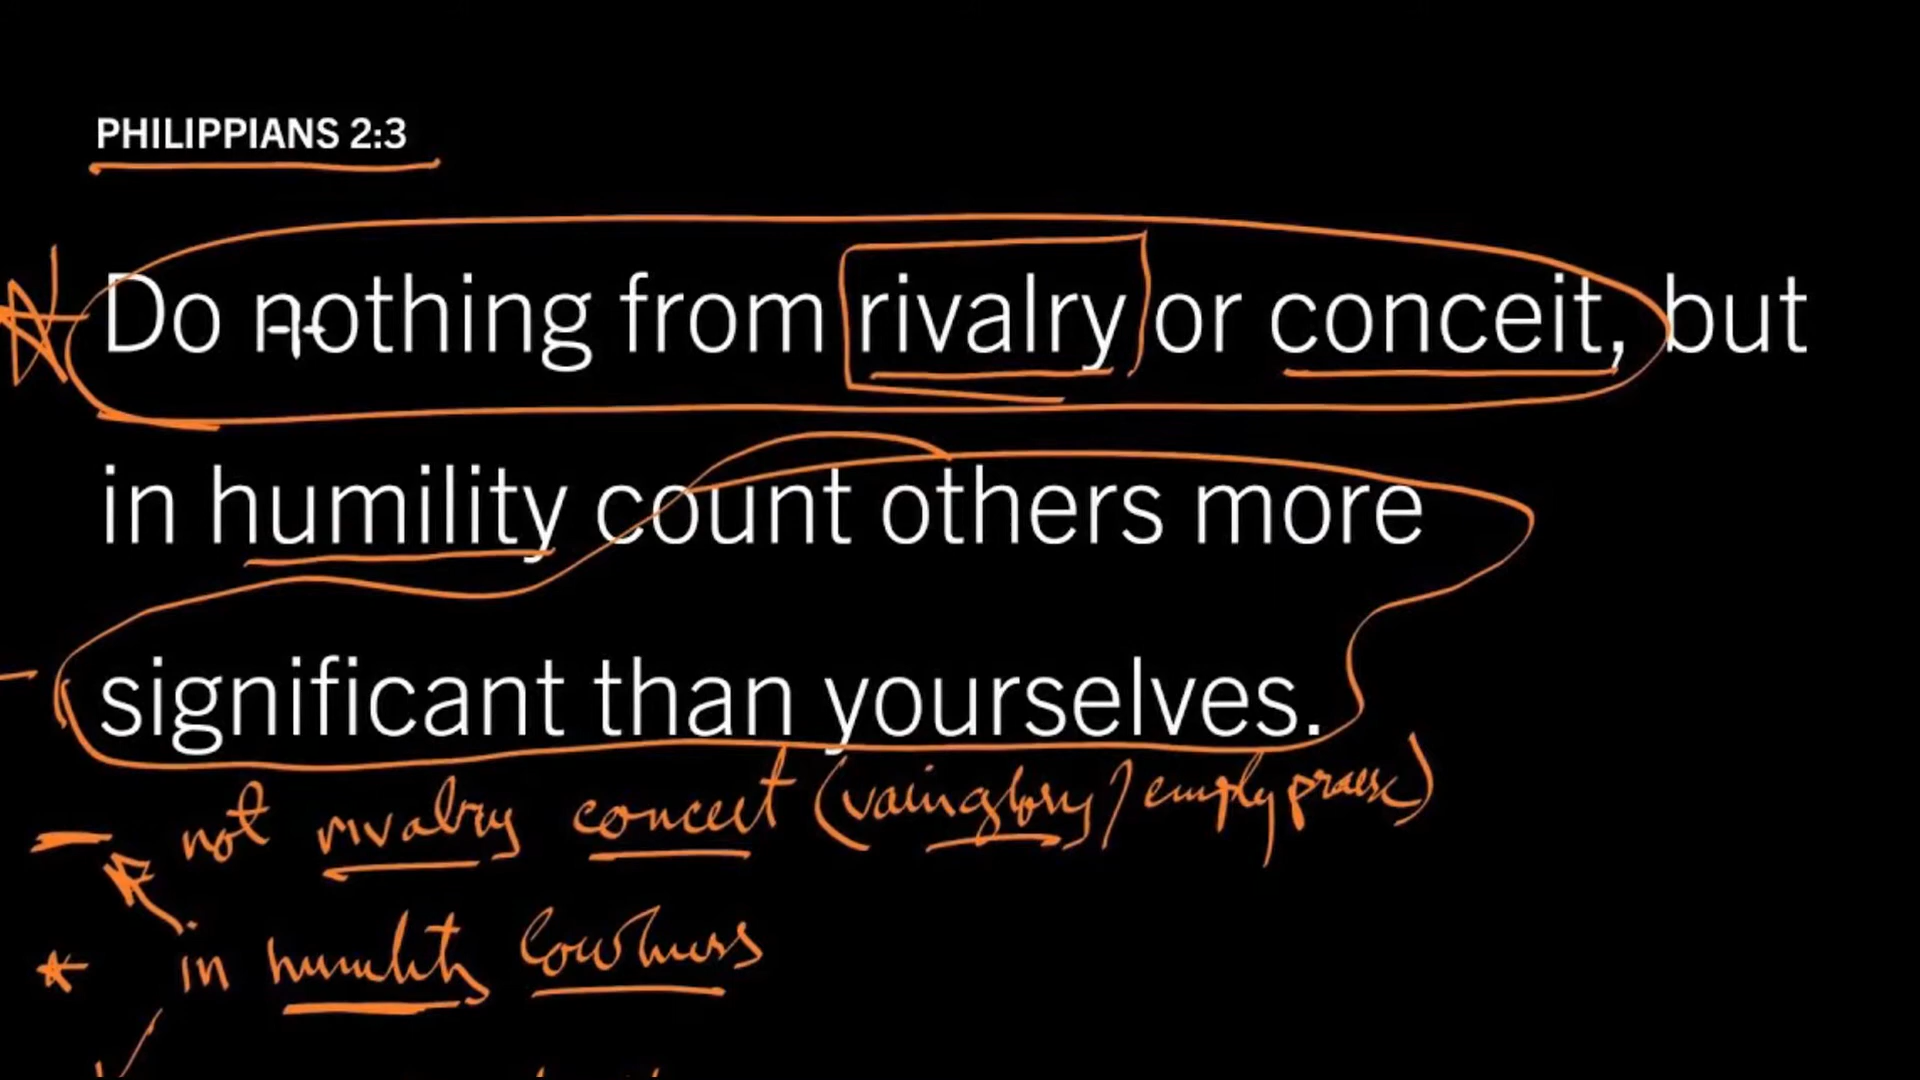 PHILIPPIANS 2:3
Do nothing from rivalry or conceit, but
in humility count others more
significant than yourselves.
not rivalry conceit (vainglory / empty praise)
in humility lowliness